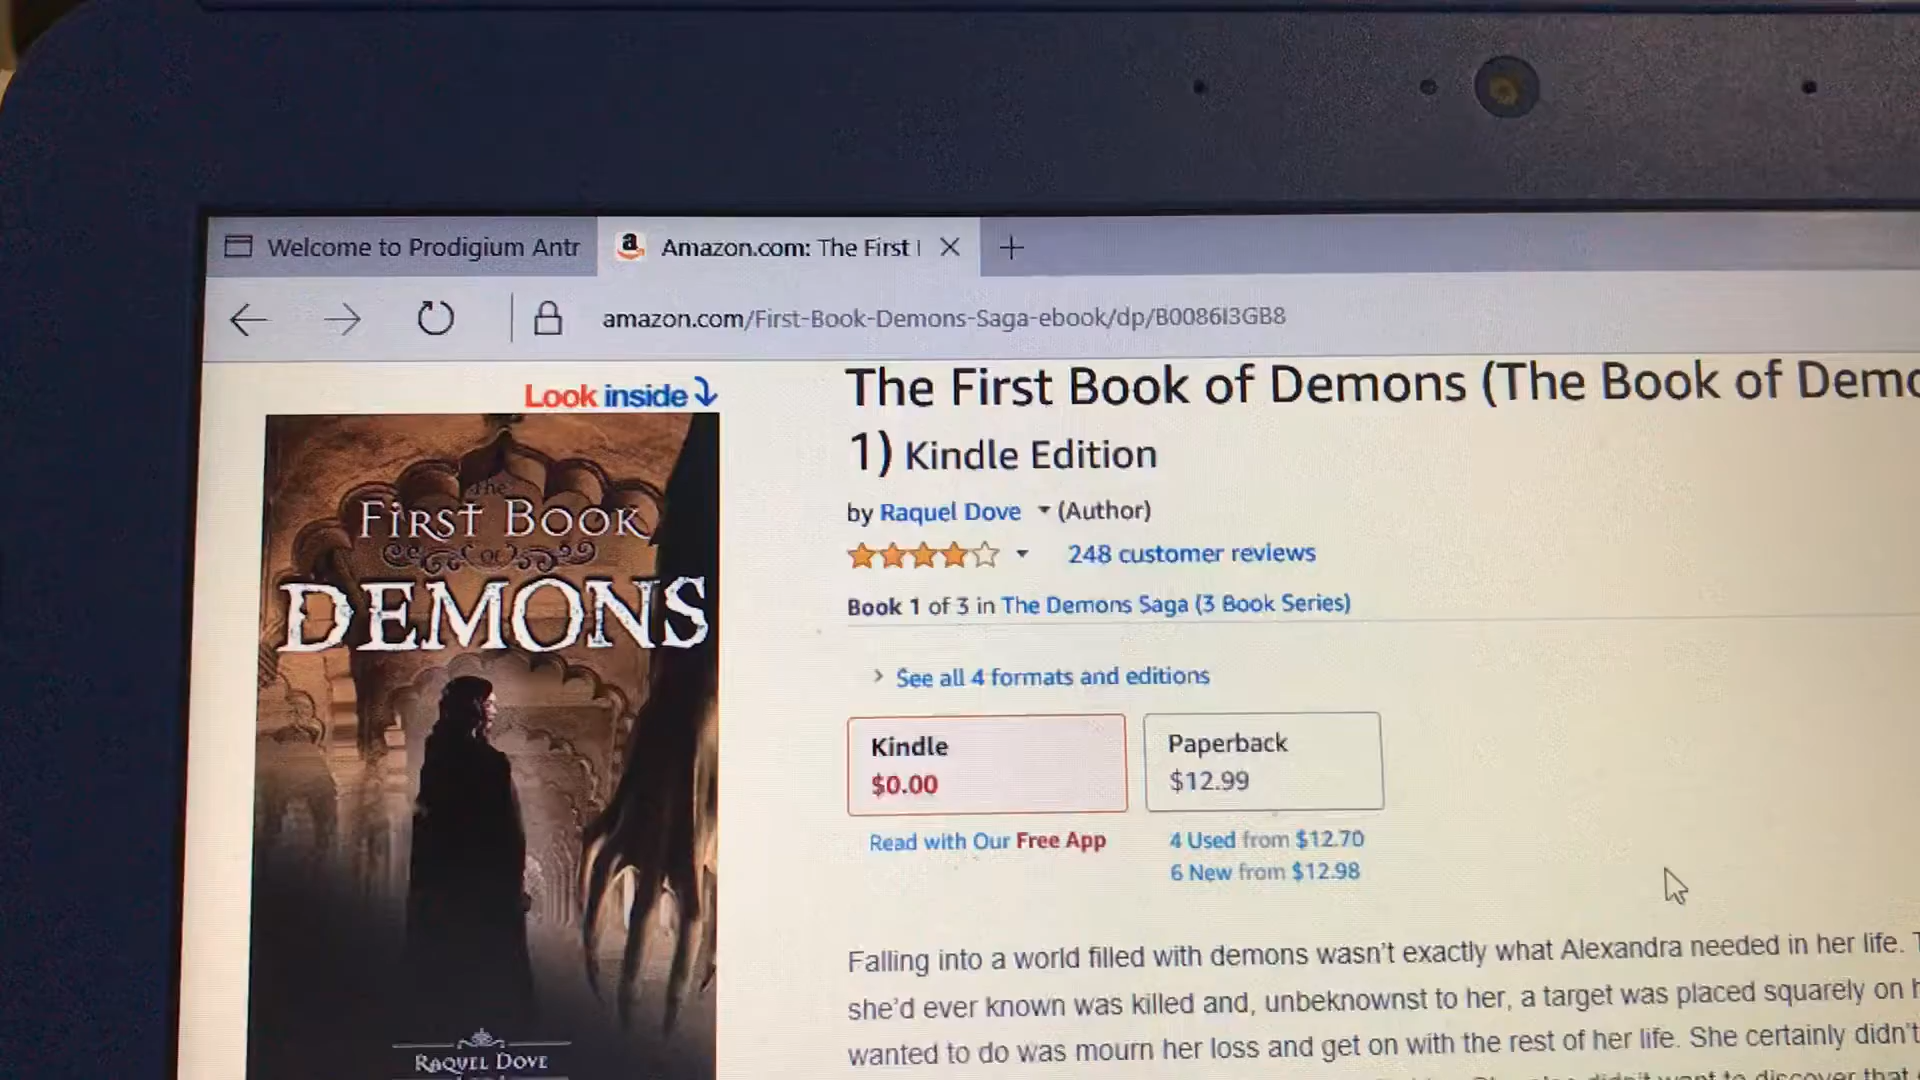 Welcome to Prodigium Antr
Amazon.com: The First
amazon.com/First-Book-Demons-Saga-ebook/dp/B0086I3GB8
Look inside
The First Book of Demons (The Book of Demo
1) Kindle Edition
by Raquel Dove (Author)
248 customer reviews
Book 1 of 3 in The Demons Saga (3 Book Series)
See all 4 formats and editions
Kindle
$0.00
Paperback
$12.99
Read with Our Free App
4 Used from $12.70
6 New from $12.98
Falling into a world filled with demons wasn't exactly what Alexandra needed in her life. T
she'd ever known was killed and, unbeknownst to her, a target was placed squarely on h
wanted to do was mourn her loss and get on with the rest of her life. She certainly didn't
didn't want to discover that
The
FIRST BOOK
OF
DEMONS
RAQUEL DOVE